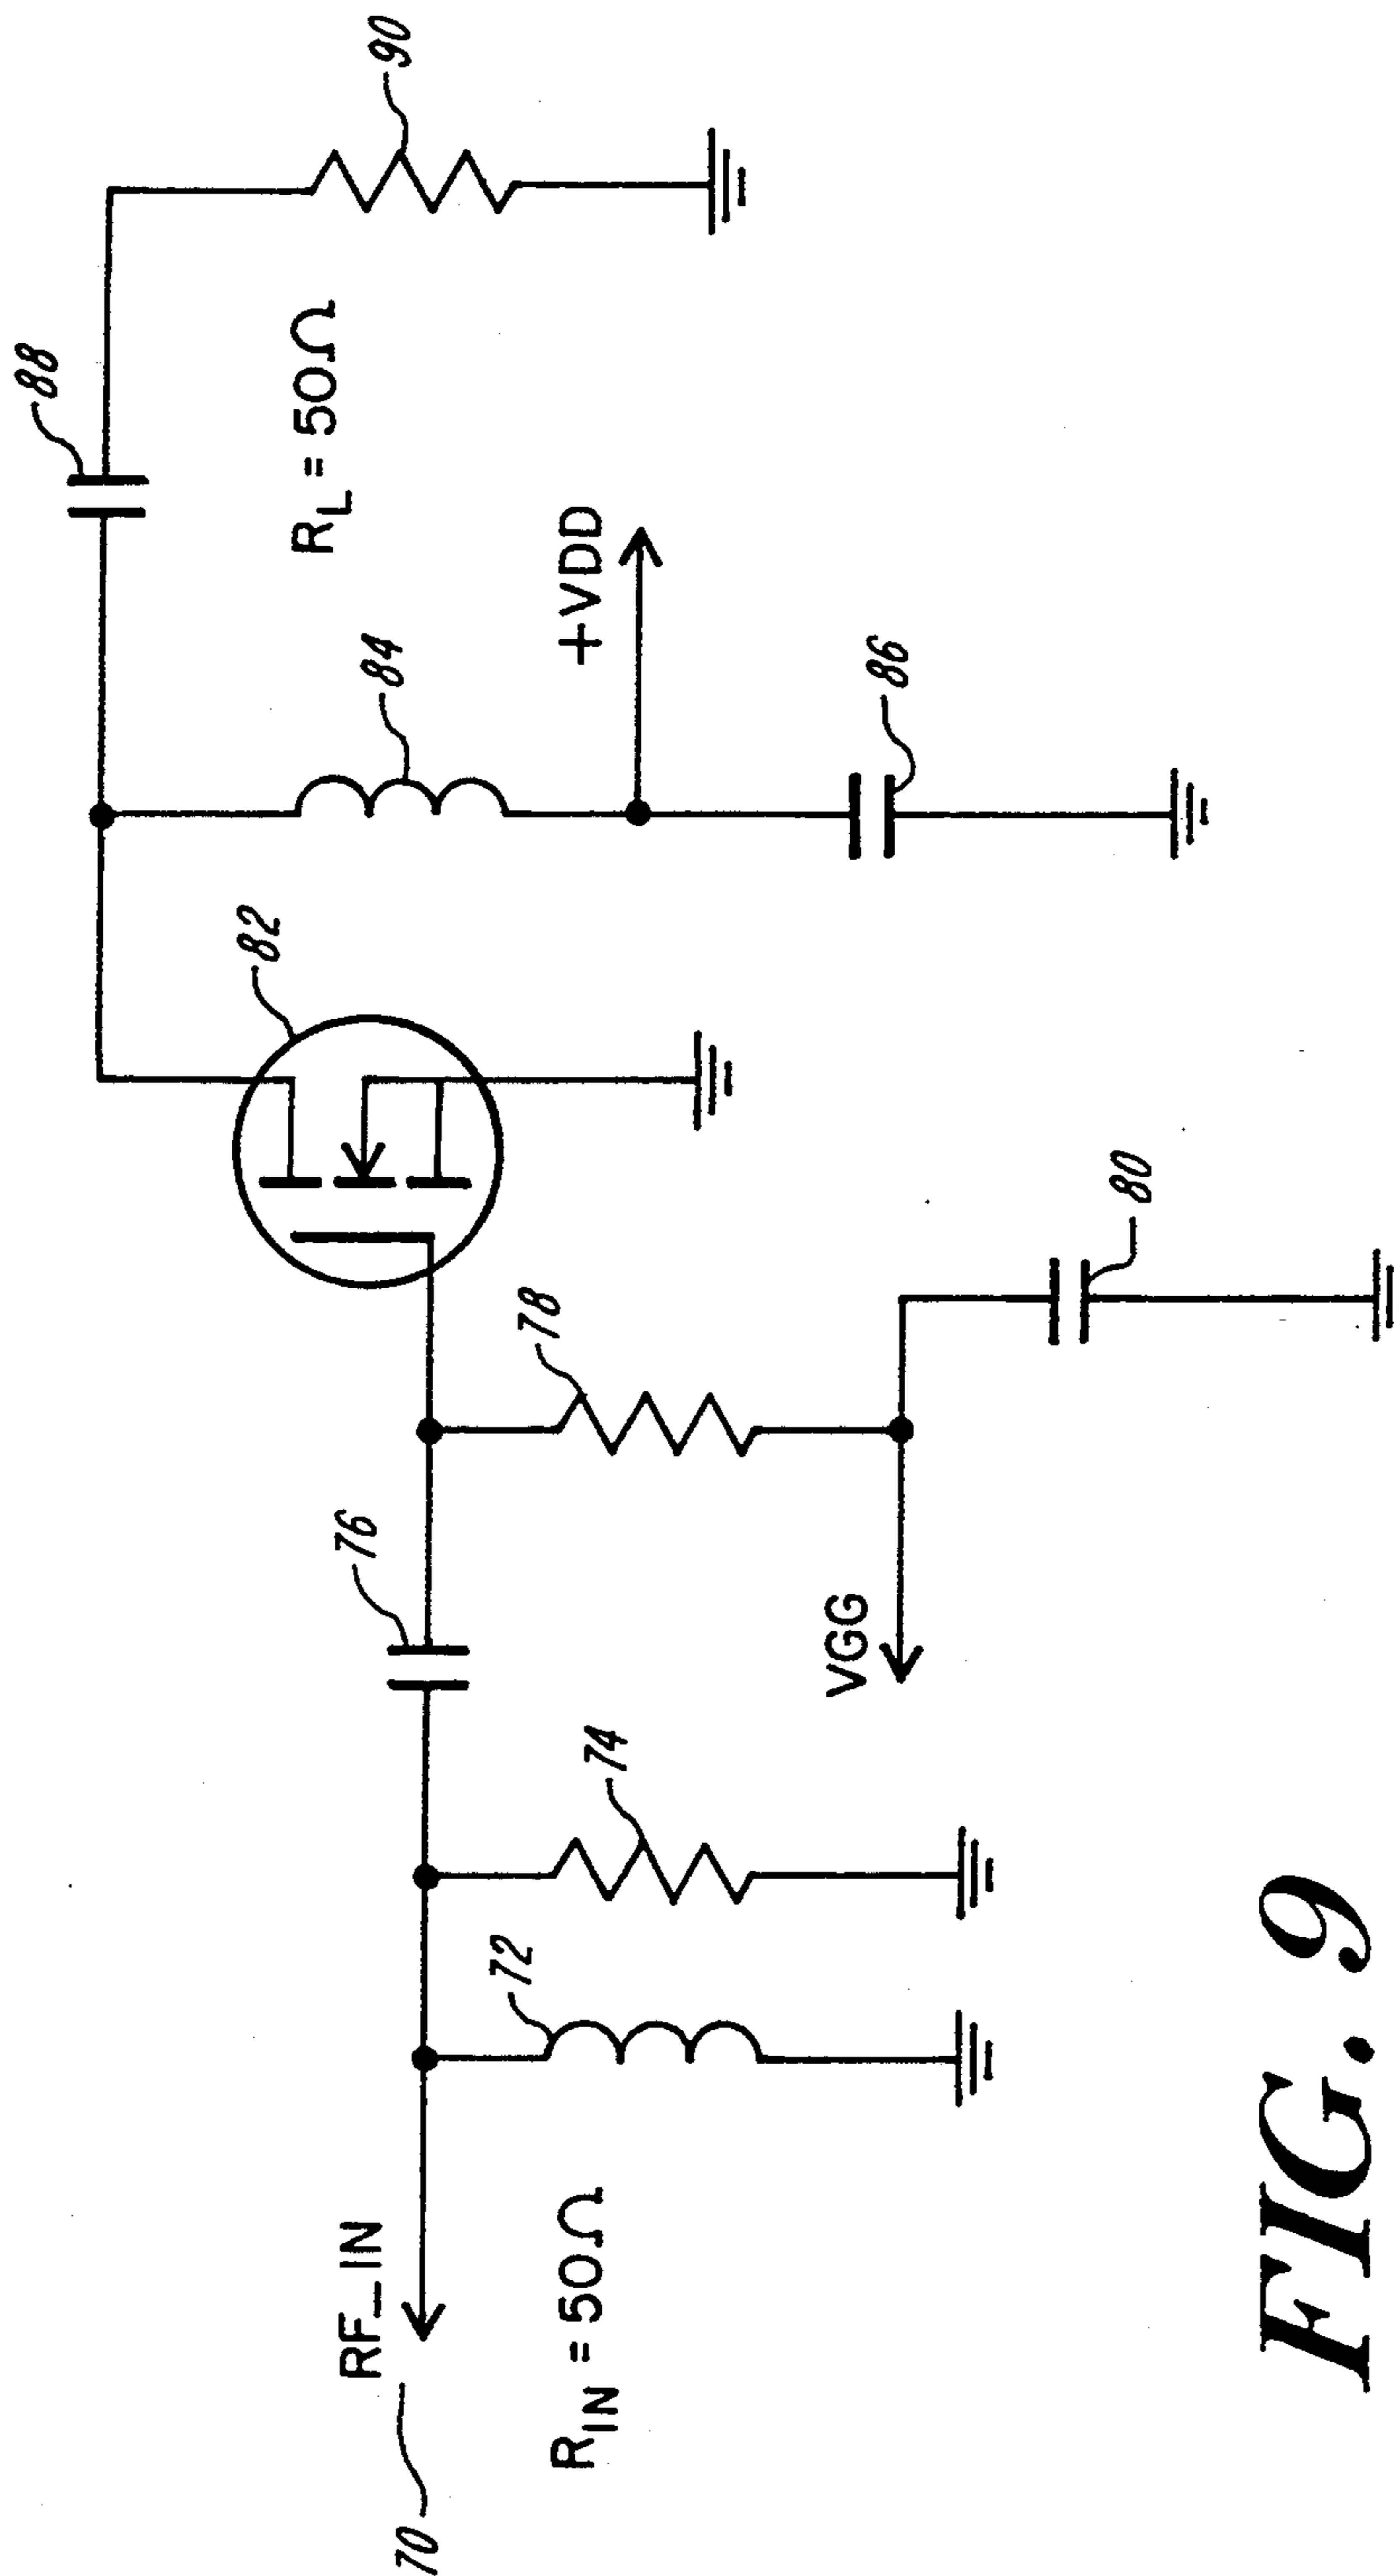 88
90
82
84
R_L = 50Ω
76
78
+VDD
86
RF_IN
70
72
74
R_IN = 50Ω
VGG
80
FIG. 9